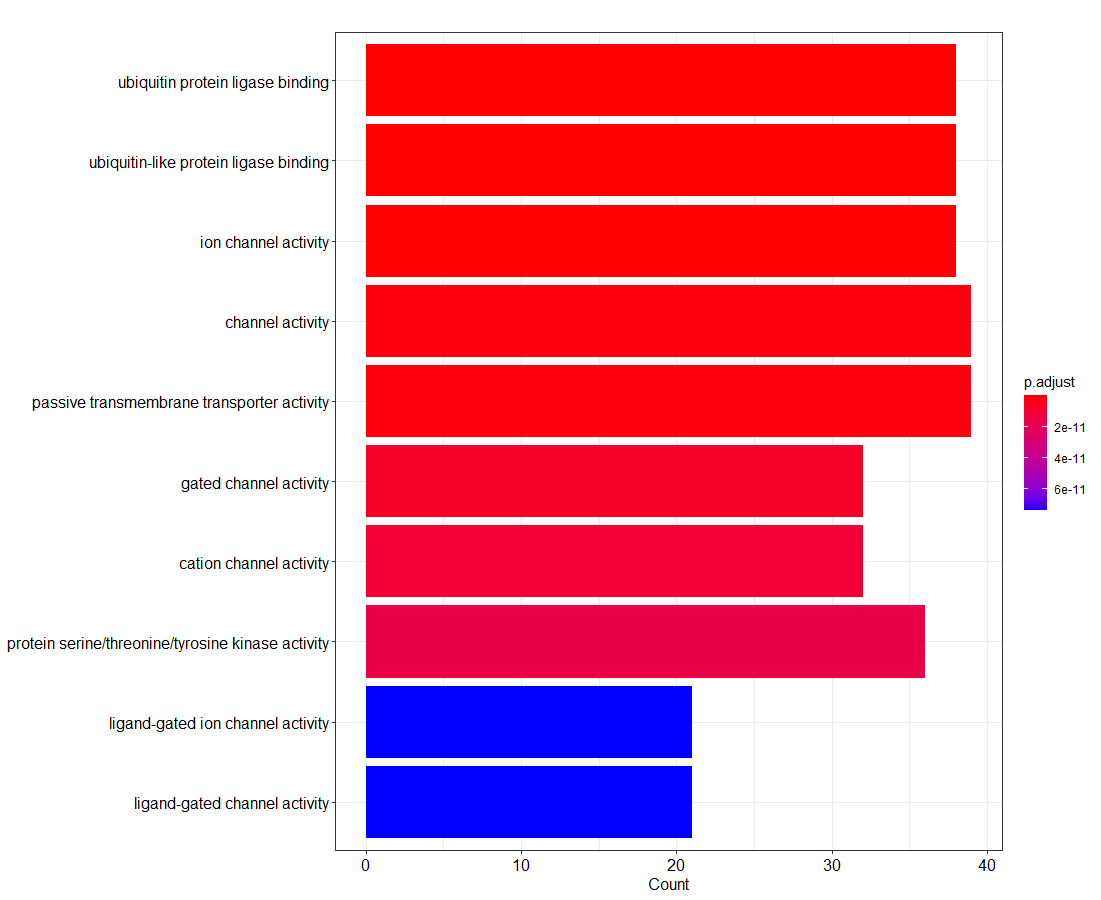 ubiquitin protein ligase binding
ubiquitin-like protein ligase binding
ion channel activity
channel activity
passive transmembrane transporter activity
gated channel activity
cation channel activity
protein serine/threonine/tyrosine kinase activity
ligand-gated ion channel activity
ligand-gated channel activity
0 10 20 30 40
Count
p.adjust
2e-11
4e-11
6e-11